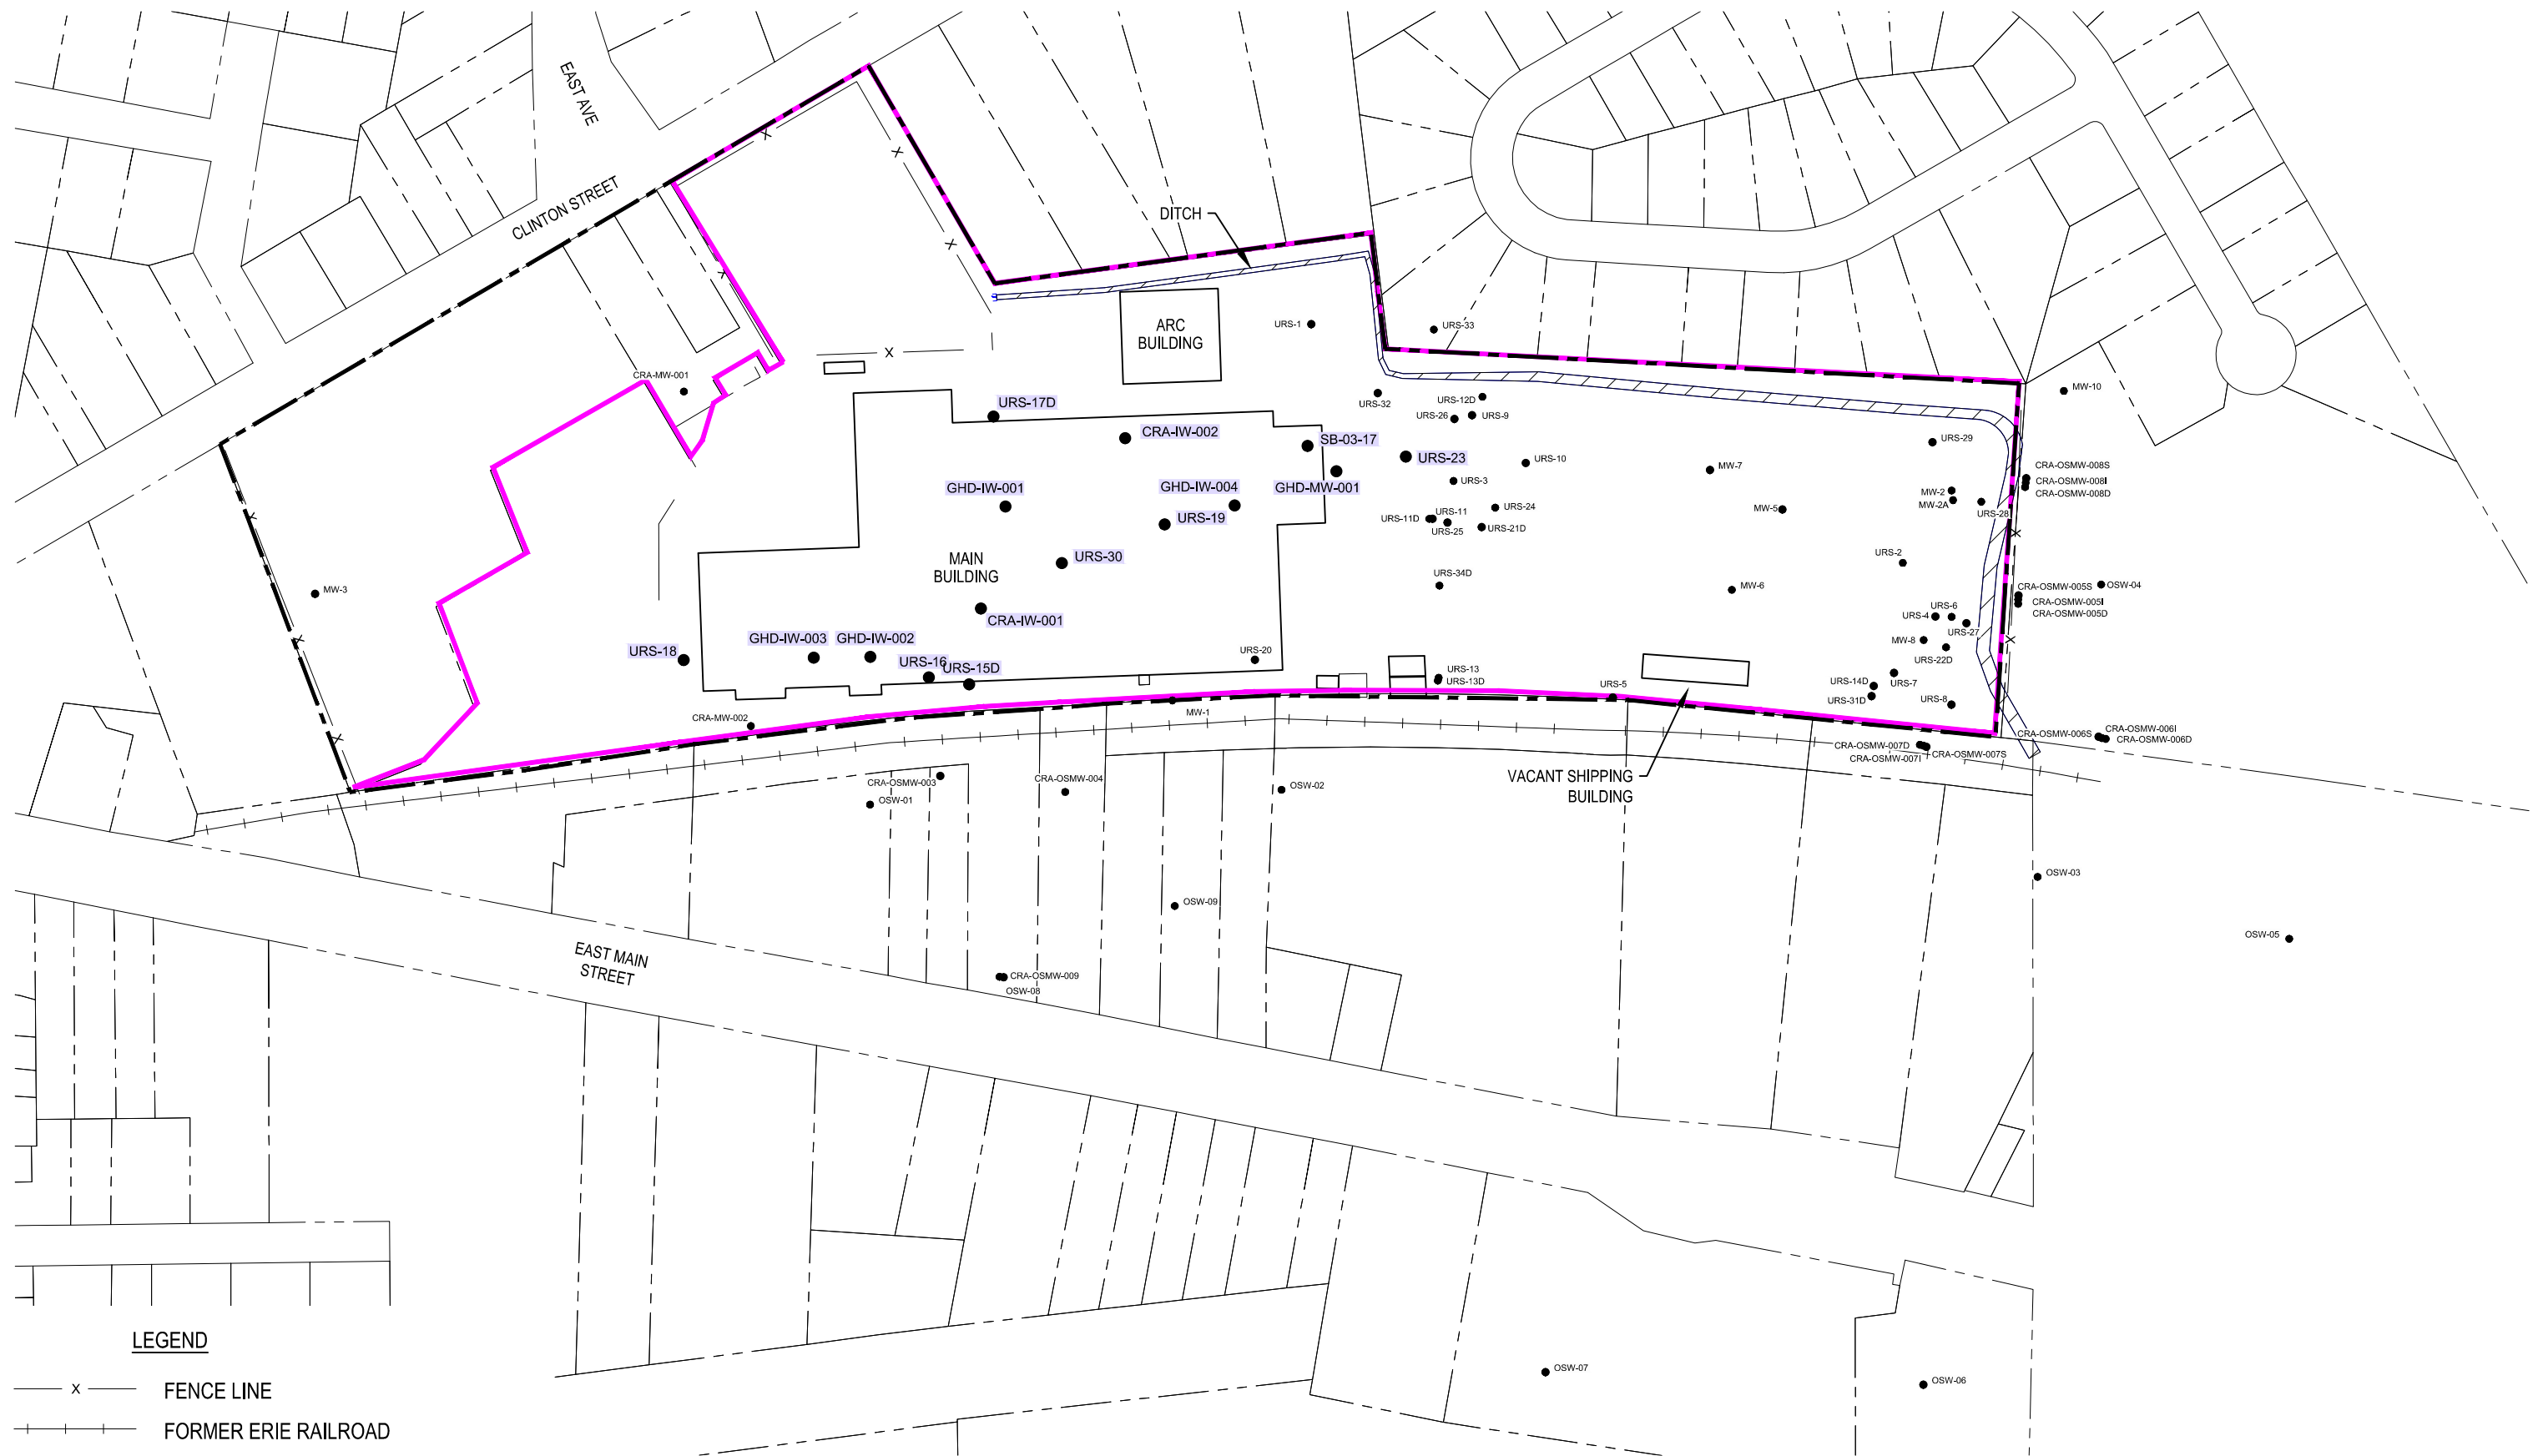 EAST AVE
CLINTON STREET
DITCH
ARC
BUILDING
URS-1
URS-33
CRA-MW-001
URS-17D
URS-32
URS-12D
URS-26
URS-9
MW-10
CRA-IW-002
SB-03-17
URS-23
URS-29
URS-10
MW-7
CRA-OSMW-008S
CRA-OSMW-008I
CRA-OSMW-008D
GHD-IW-001
GHD-IW-004
GHD-MW-001
URS-3
MW-2
MW-2A
URS-28
URS-24
MW-5
URS-19
URS-11D
URS-11
URS-25
URS-21D
MAIN
BUILDING
URS-30
URS-2
URS-34D
MW-6
MW-3
CRA-OSMW-005S
OSW-04
CRA-OSMW-005I
CRA-OSMW-005D
CRA-IW-001
URS-6
URS-4
URS-27
GHD-IW-003
GHD-IW-002
MW-8
URS-22D
URS-18
URS-16
URS-15D
URS-20
URS-13
URS-13D
URS-7
URS-14D
URS-31D
URS-8
URS-5
MW-1
CRA-MW-002
CRA-OSMW-006S
CRA-OSMW-006I
CRA-OSMW-006D
CRA-OSMW-007D
CRA-OSMW-007S
CRA-OSMW-007I
VACANT SHIPPING
BUILDING
CRA-OSMW-003
CRA-OSMW-004
OSW-02
OSW-01
OSW-03
OSW-09
OSW-05
EAST MAIN
STREET
CRA-OSMW-009
OSW-08
OSW-07
OSW-06
LEGEND
X FENCE LINE
FORMER ERIE RAILROAD
X
X
X
X
X
X
X
X
X
X
X